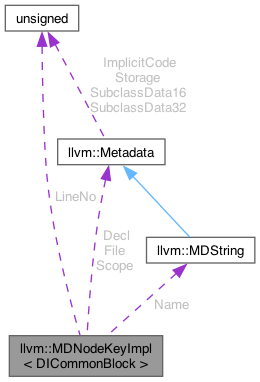 unsigned
ImplicitCode
Storage
SubclassData16
SubclassData32
llvm::Metadata
LineNo
Decl
File
Scope
llvm::MDString
Name
llvm::MDNodeKeyImpl
< DICommonBlock >